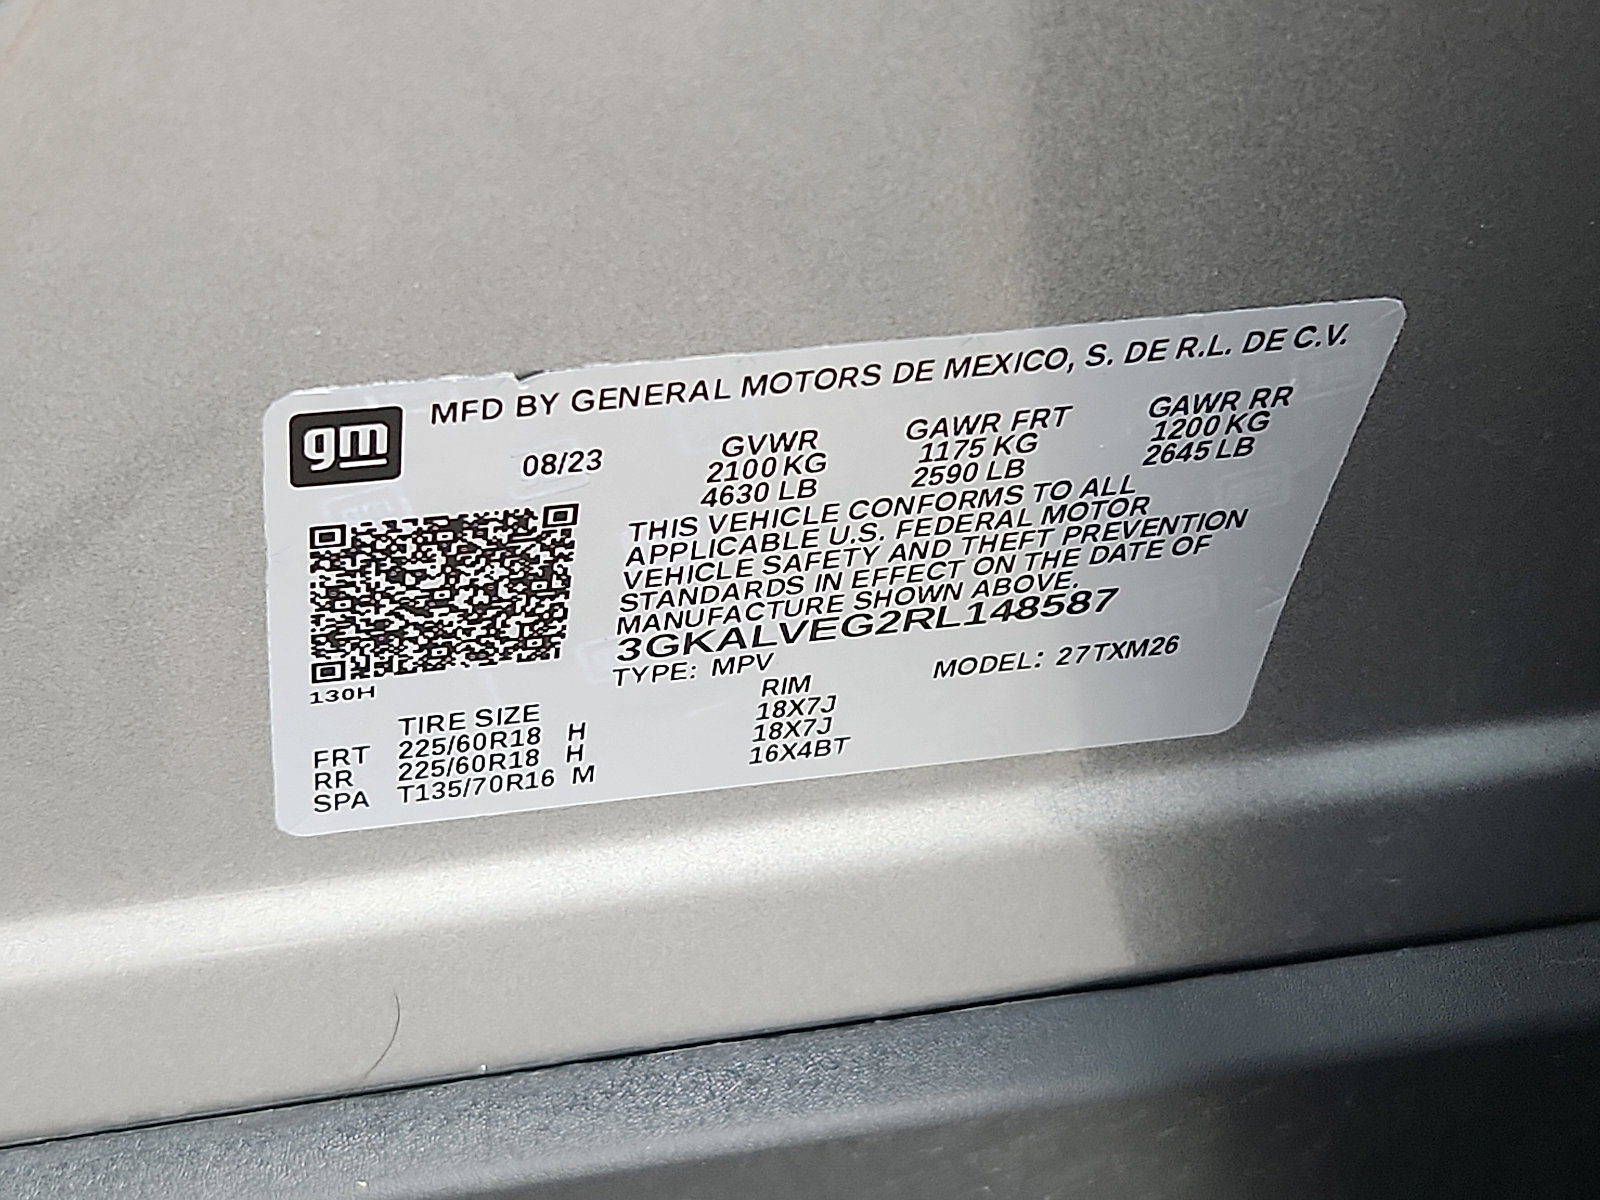 gm
MFD BY GENERAL MOTORS DE MEXICO, S. DE R.L. DE C.V.
08/23 GVWR GAWR FRT GAWR RR
2100 KG 1175 KG 1200 KG
4630 LB 2590 LB 2645 LB
THIS VEHICLE CONFORMS TO ALL
APPLICABLE U.S. FEDERAL MOTOR
VEHICLE SAFETY AND THEFT PREVENTION
STANDARDS IN EFFECT ON THE DATE OF
MANUFACTURE SHOWN ABOVE.
3GKALVEG2RL148587
TYPE: MPV MODEL: 27TXM26
130H
TIRE SIZE RIM
FRT 225/60R18 H 18X7J
RR 225/60R18 H 18X7J
SPA T135/70R16 M 16X4BT